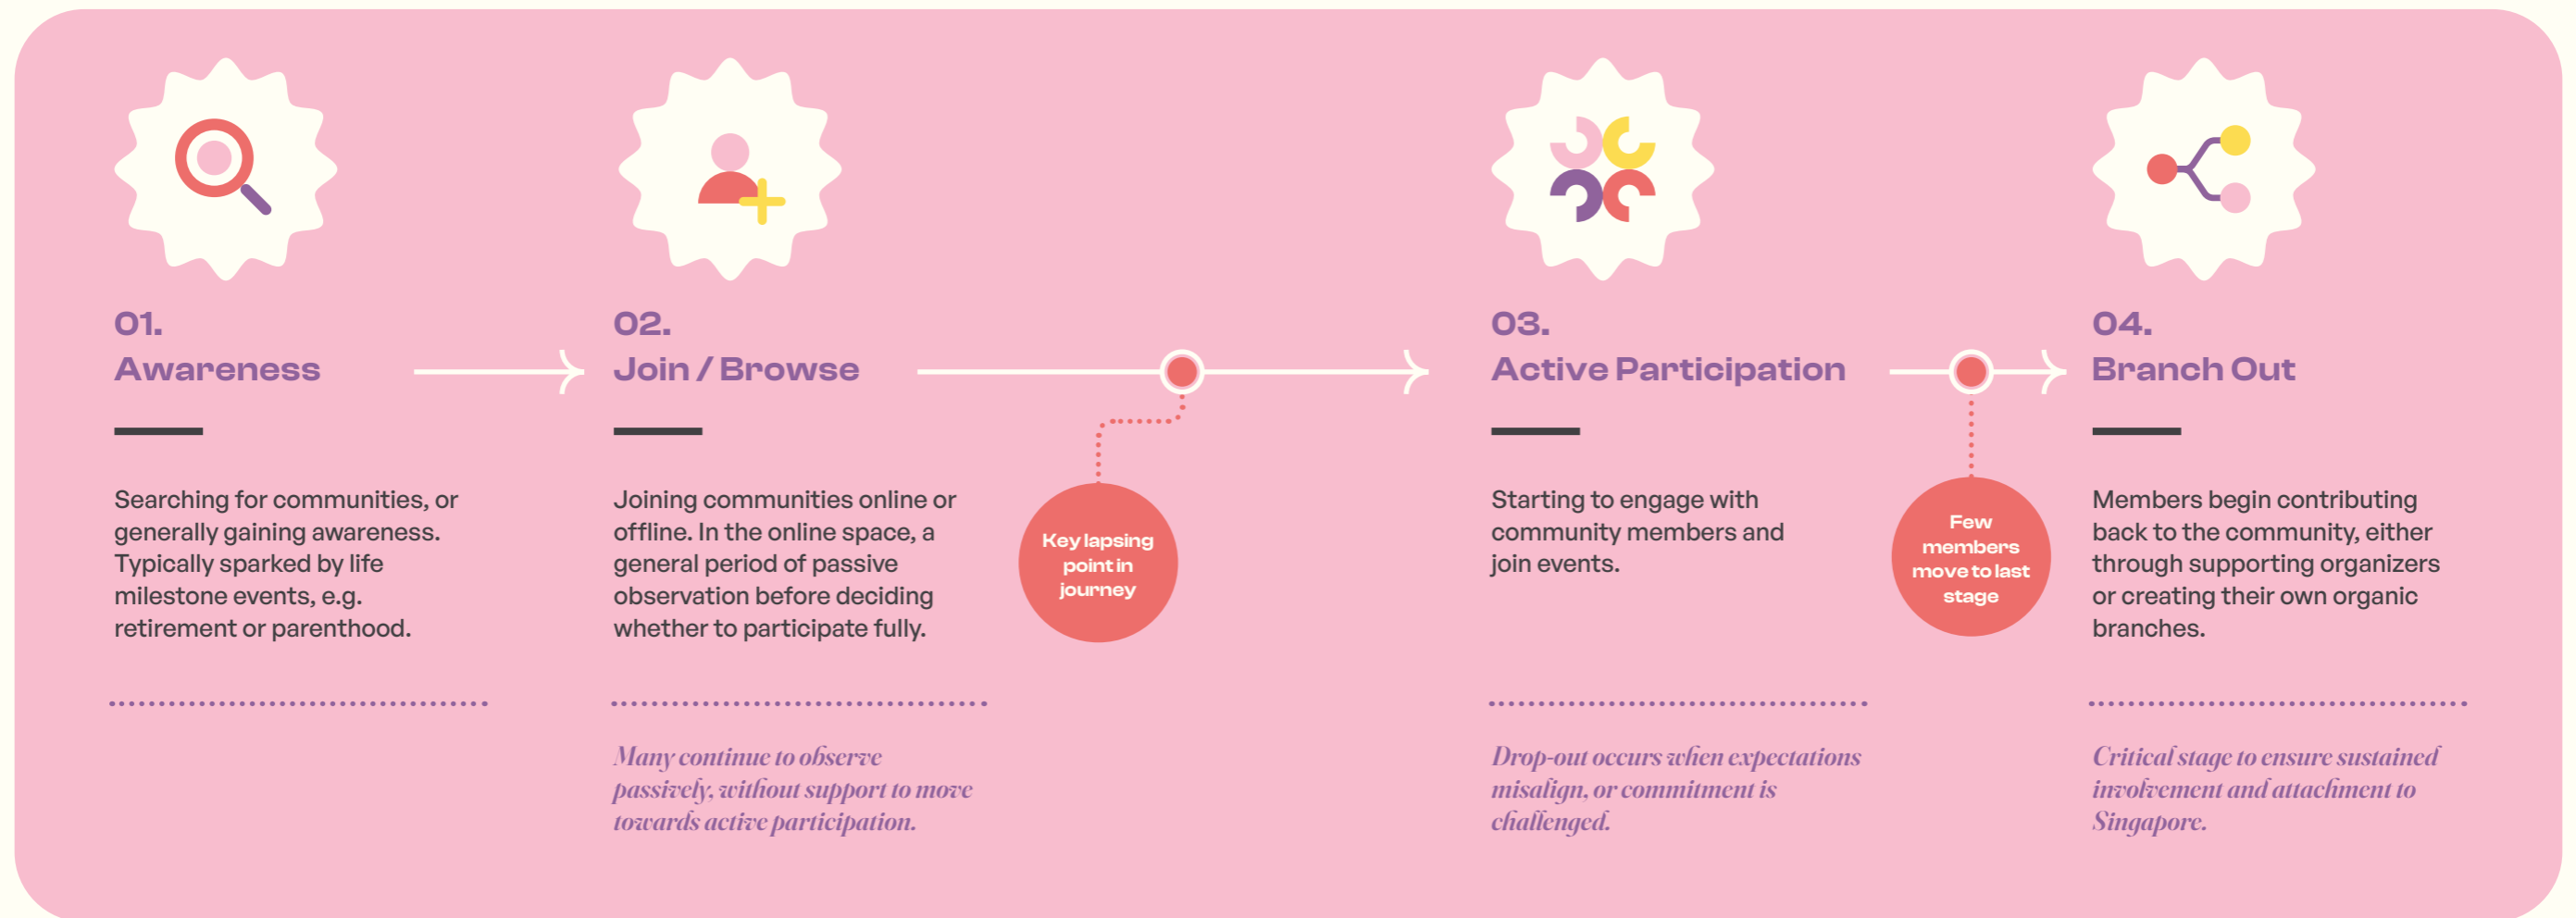 01.
Awareness
Searching for communities, or
generally gaining awareness.
Typically sparked by life
milestone events, e.g.
retirement or parenthood.
02.
Join / Browse
Joining communities online or
offline. In the online space, a
general period of passive
observation before deciding
whether to participate fully.
Many continue to observe
passively, without support to move
towards active participation.
Key lapsing
point in
journey
03.
Active Participation
Starting to engage with
community members and
join events.
Drop-out occurs when expectations
misalign, or commitment is
challenged.
Few
members
move to last
stage
04.
Branch Out
Members begin contributing
back to the community, either
through supporting organizers
or creating their own organic
branches.
Critical stage to ensure sustained
involvement and attachment to
Singapore.